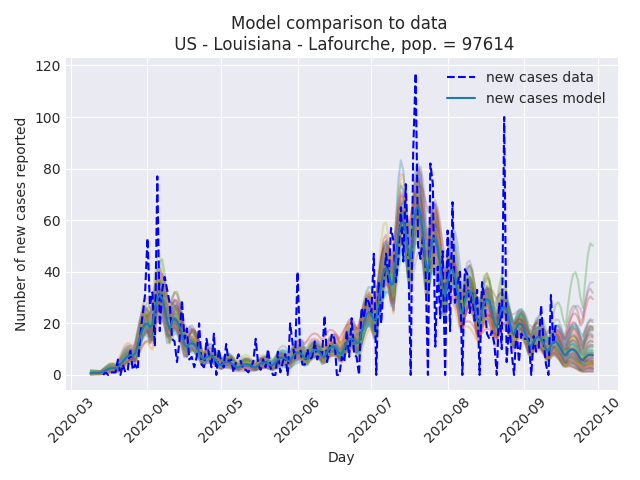 Model comparison to data
US - Louisiana - Lafourche, pop. = 97614
new cases data
new cases model
Number of new cases reported
120
100
80
60
40
20
0
2020-03
2020-04
2020-05
2020-06
2020-07
2020-08
2020-09
2020-10
Day